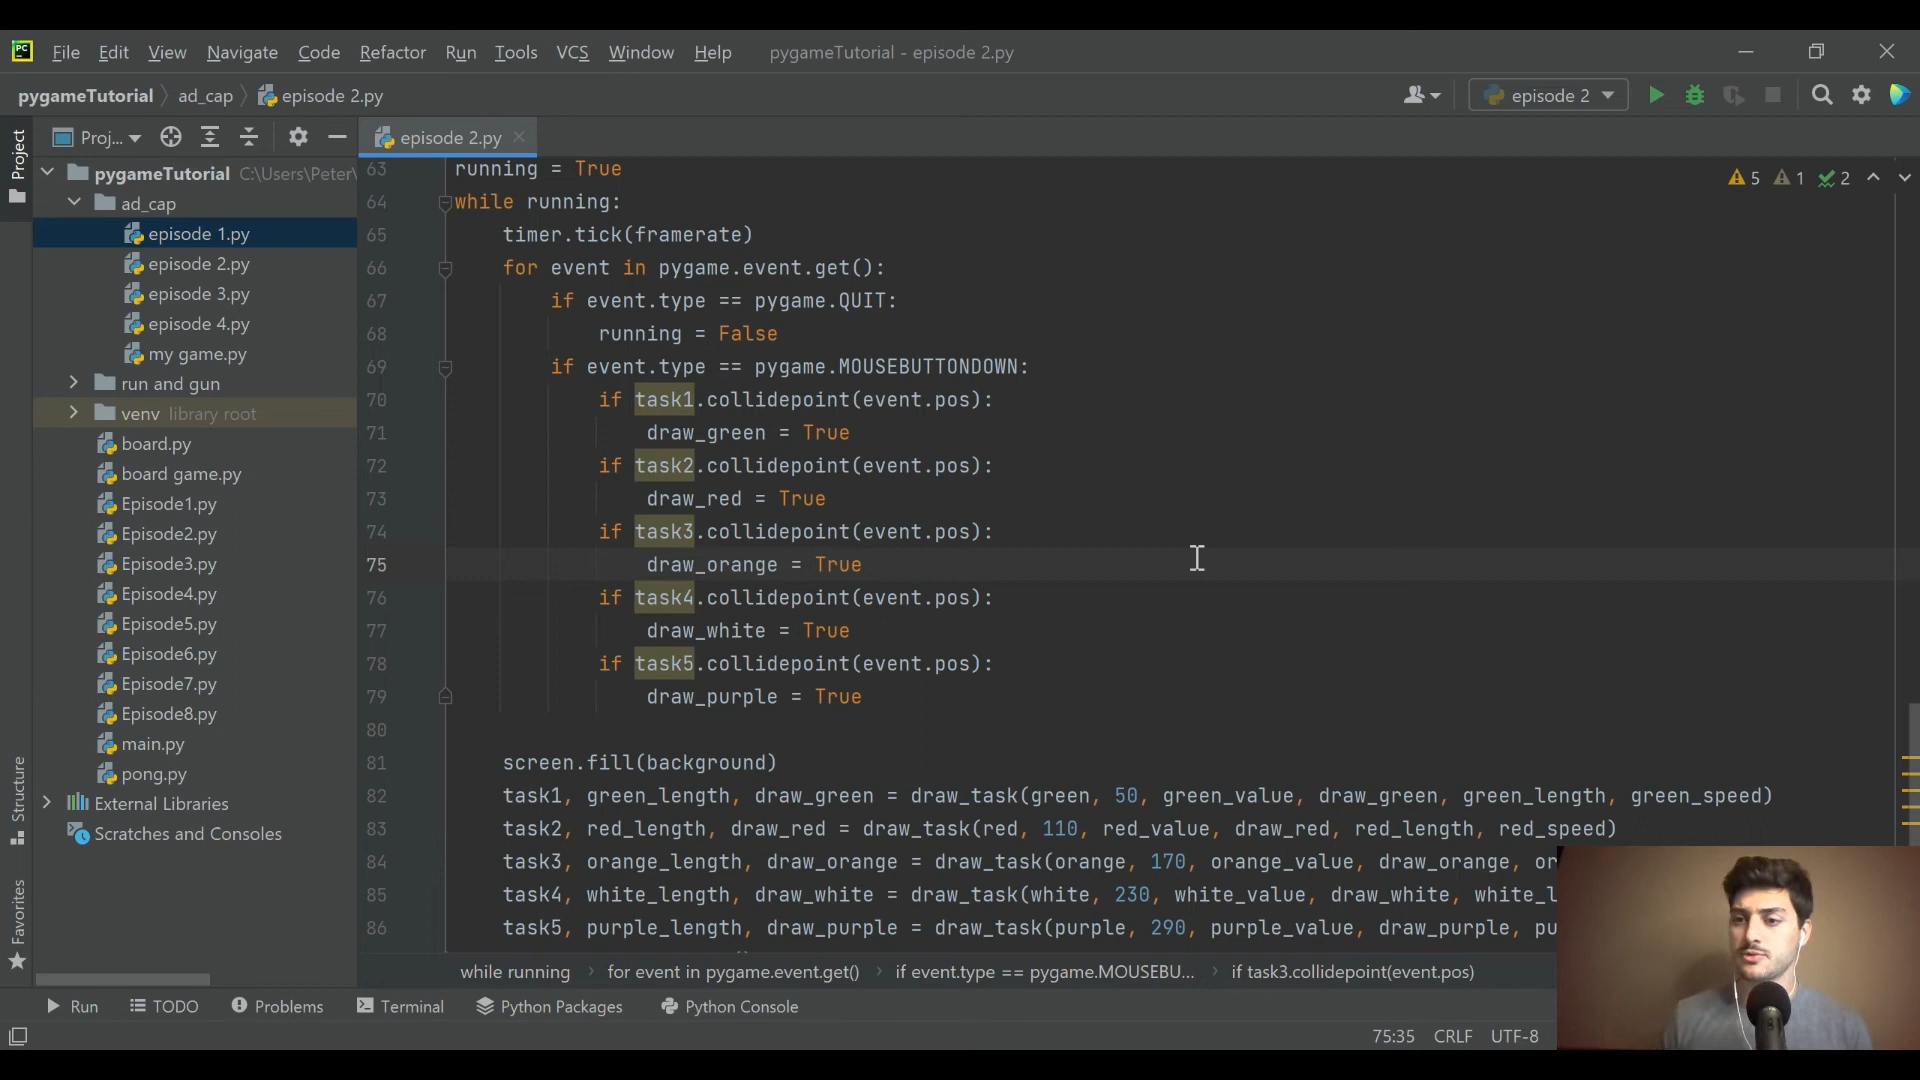 PC File Edit View Navigate Code Refactor Run Tools VCS Window Help pygameTutorial - episode 2.py
pygameTutorial ad_cap episode 2.py episode 2
Project
Proj...
episode 2.py
pygameTutorial C:\Users\Peter\
ad_cap
episode 1.py
episode 2.py
episode 3.py
episode 4.py
my game.py
run and gun
venv library root
board.py
board game.py
Episode1.py
Episode2.py
Episode3.py
Episode4.py
Episode5.py
Episode6.py
Episode7.py
Episode8.py
main.py
pong.py
External Libraries
Scratches and Consoles
Structure
Favorites
5 1 2
63 running = True
64 while running:
65 timer.tick(framerate)
66 for event in pygame.event.get():
67 if event.type == pygame.QUIT:
68 running = False
69 if event.type == pygame.MOUSEBUTTONDOWN:
70 if task1.collidepoint(event.pos):
71 draw_green = True
72 if task2.collidepoint(event.pos):
73 draw_red = True
74 if task3.collidepoint(event.pos):
75 draw_orange = True
76 if task4.collidepoint(event.pos):
77 draw_white = True
78 if task5.collidepoint(event.pos):
79 draw_purple = True
80
81 screen.fill(background)
82 task1, green_length, draw_green = draw_task(green, 50, green_value, draw_green, green_length, green_speed)
83 task2, red_length, draw_red = draw_task(red, 110, red_value, draw_red, red_length, red_speed)
84 task3, orange_length, draw_orange = draw_task(orange, 170, orange_value, draw_orange, or
85 task4, white_length, draw_white = draw_task(white, 230, white_value, draw_white, white_l
86 task5, purple_length, draw_purple = draw_task(purple, 290, purple_value, draw_purple, pu
while running for event in pygame.event.get() if event.type == pygame.MOUSEBU... if task3.collidepoint(event.pos)
Run TODO Problems Terminal Python Packages Python Console
75:35 CRLF UTF-8